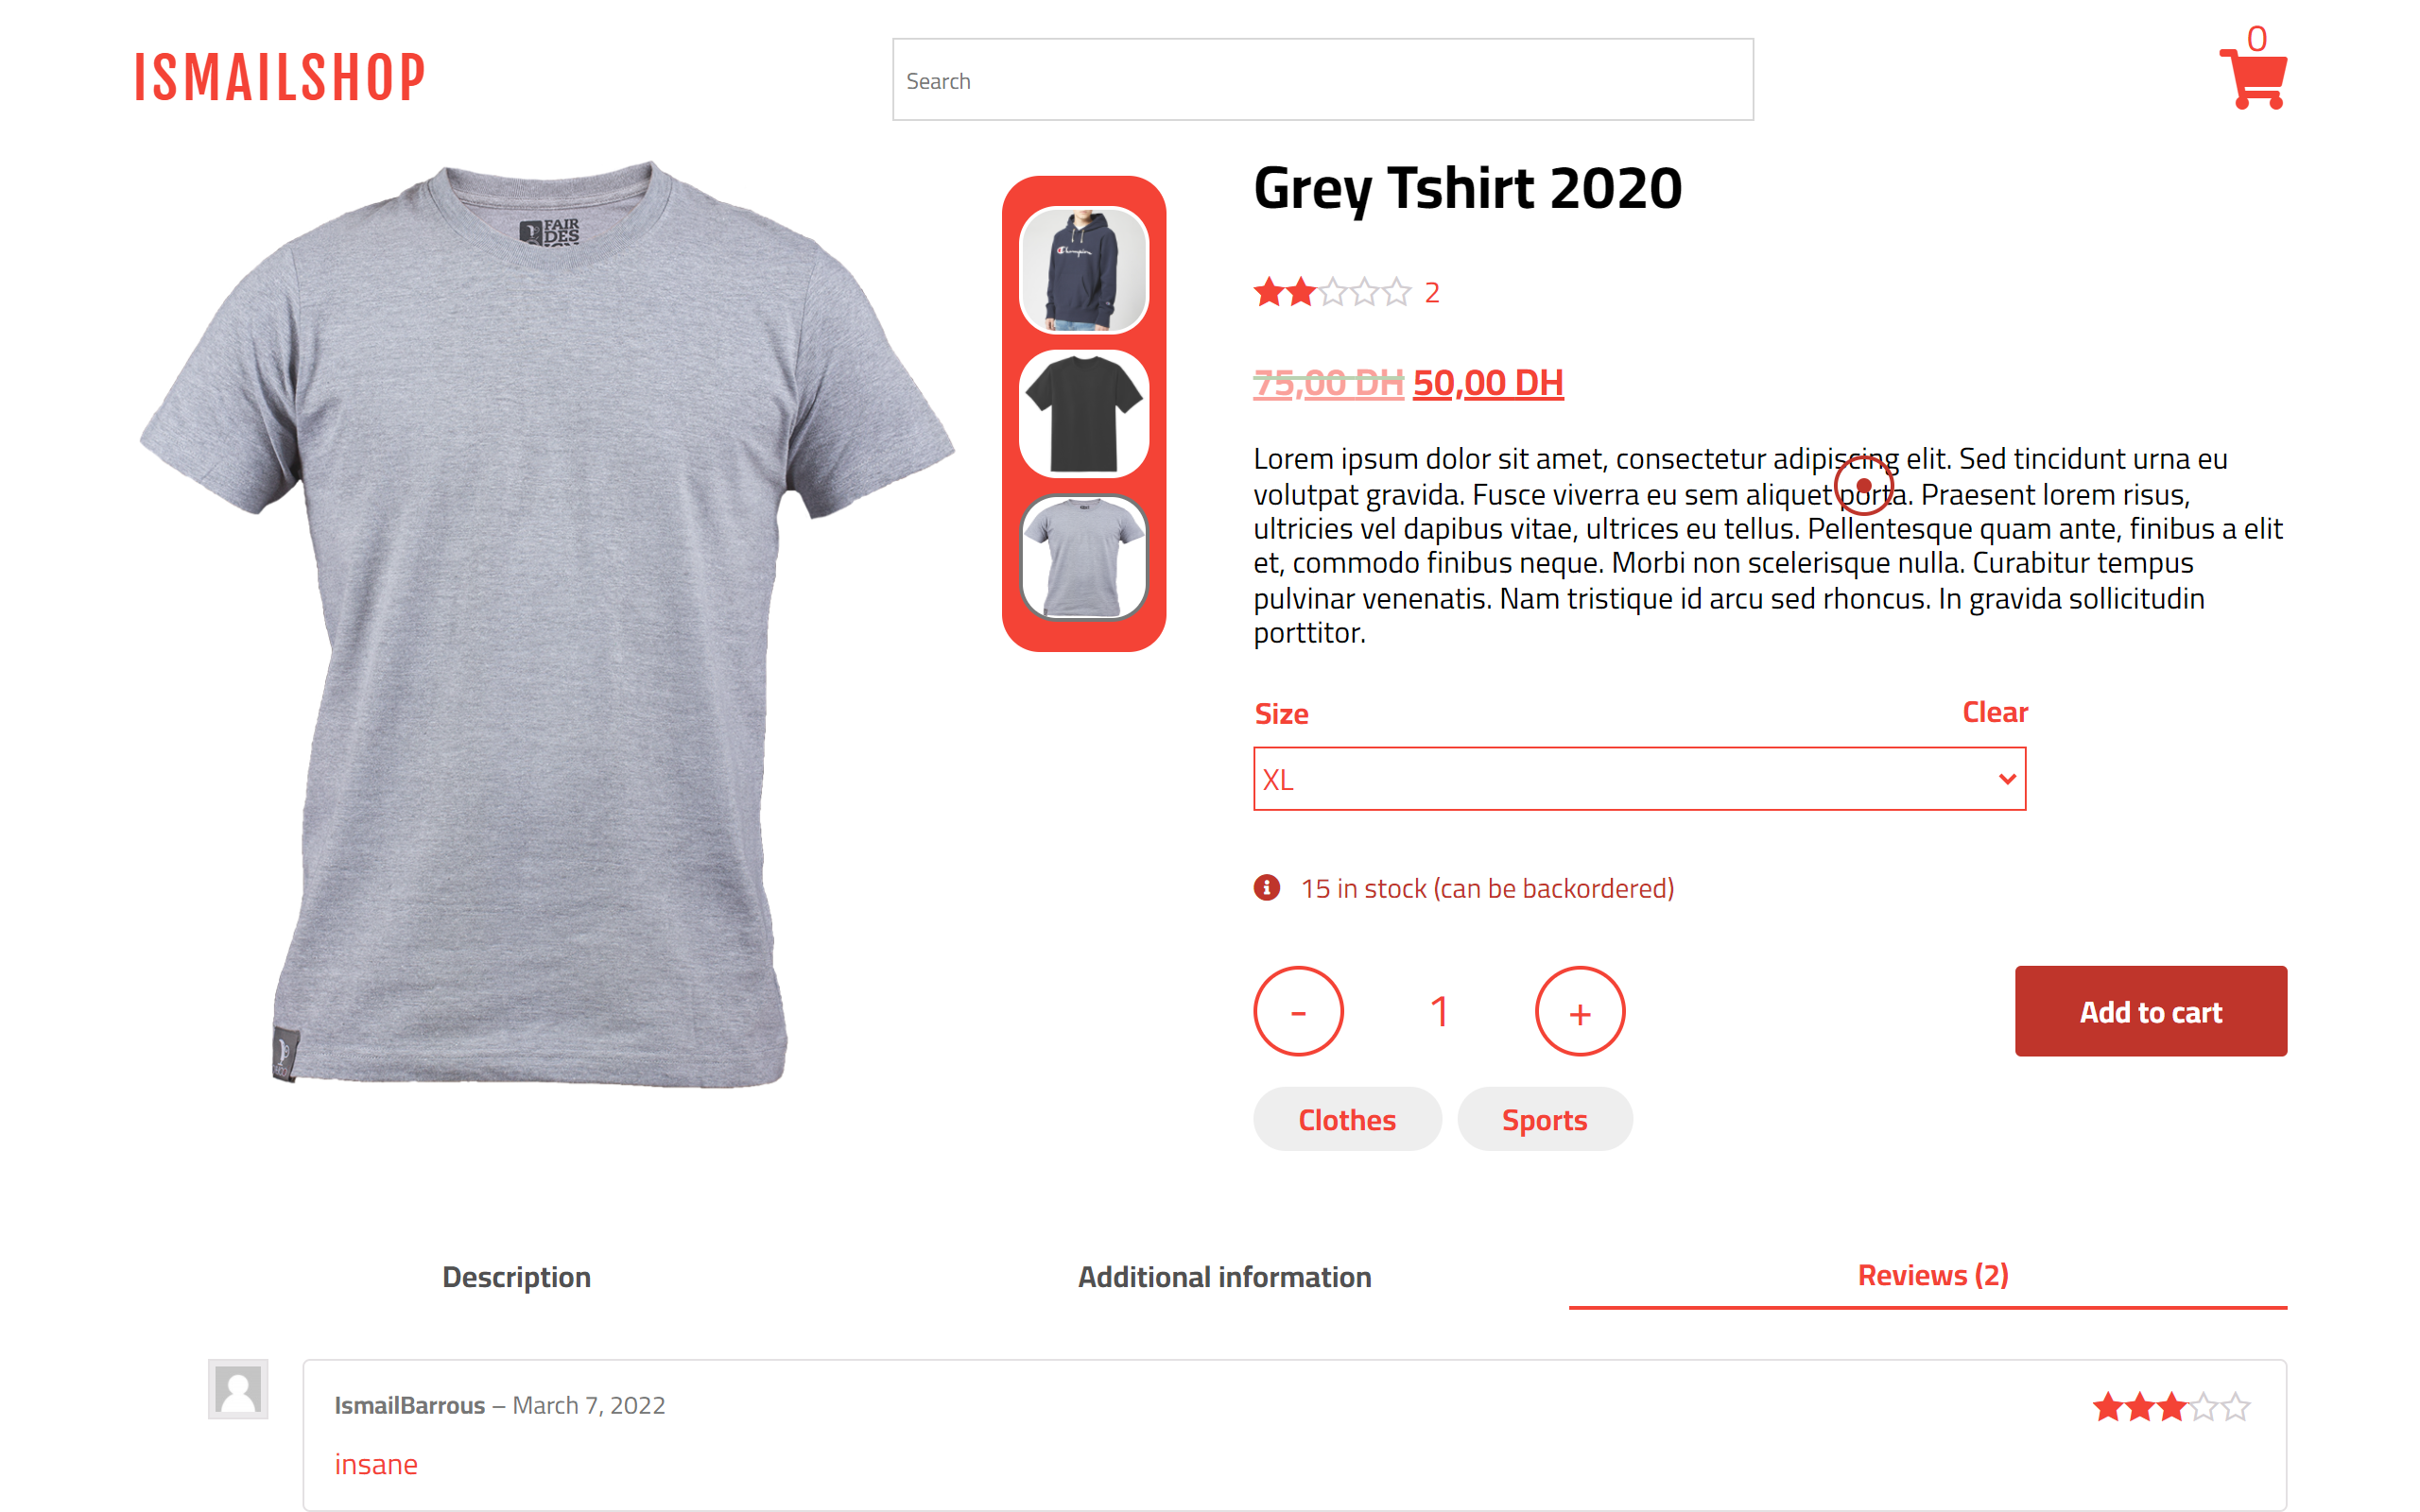 ISMAILSHOP
Search
0
FAIR
DES
Champion
Grey Tshirt 2020
2
75,00 DH 50,00 DH
Lorem ipsum dolor sit amet, consectetur adipiscing elit. Sed tincidunt urna eu
volutpat gravida. Fusce viverra eu sem aliquet porta. Praesent lorem risus,
ultricies vel dapibus vitae, ultrices eu tellus. Pellentesque quam ante, finibus a elit
et, commodo finibus neque. Morbi non scelerisque nulla. Curabitur tempus
pulvinar venenatis. Nam tristique id arcu sed rhoncus. In gravida sollicitudin
porttitor.
Size Clear
XL
15 in stock (can be backordered)
- 1 + Add to cart
Clothes Sports
Description Additional information Reviews (2)
IsmailBarrous – March 7, 2022
insane